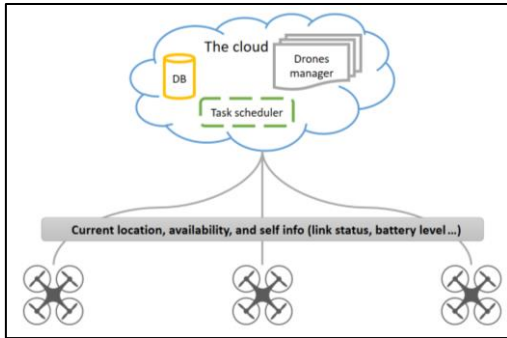 The cloud
Drones
manager
DB
Task scheduler
Current location, availability, and self info (link status, battery level ...)